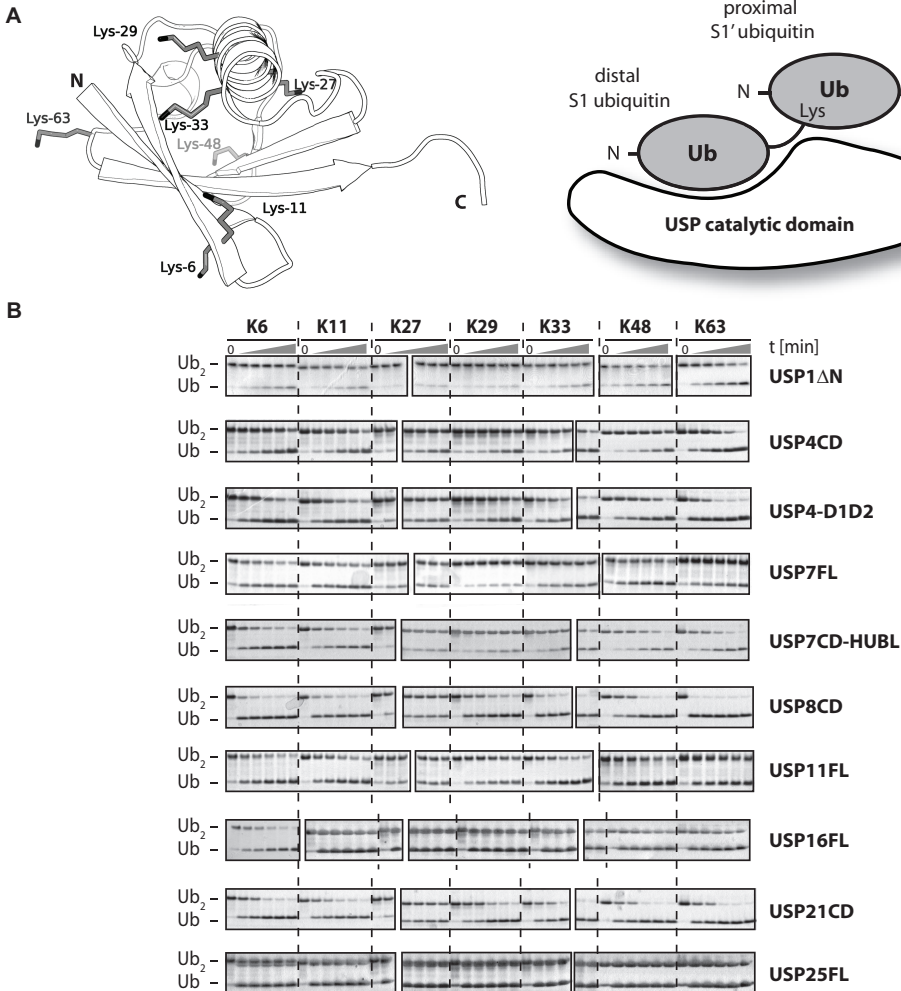 A
Lys-29
N
Lys-27
Lys-63
Lys-33
Lys-48
Lys-11
C
Lys-6
proximal
S1' ubiquitin
distal
S1 ubiquitin
N
Ub
Lys
N
Ub
USP catalytic domain
B
K6 K11 K27 K29 K33 K48 K63
0 0 0 0 0 0 0 t [min]
Ub2
Ub
USP1ΔN
Ub2
Ub
USP4CD
Ub2
Ub
USP4-D1D2
Ub2
Ub
USP7FL
Ub2
Ub
USP7CD-HUBL
Ub2
Ub
USP8CD
Ub2
Ub
USP11FL
Ub2
Ub
USP16FL
Ub2
Ub
USP21CD
Ub2
Ub
USP25FL